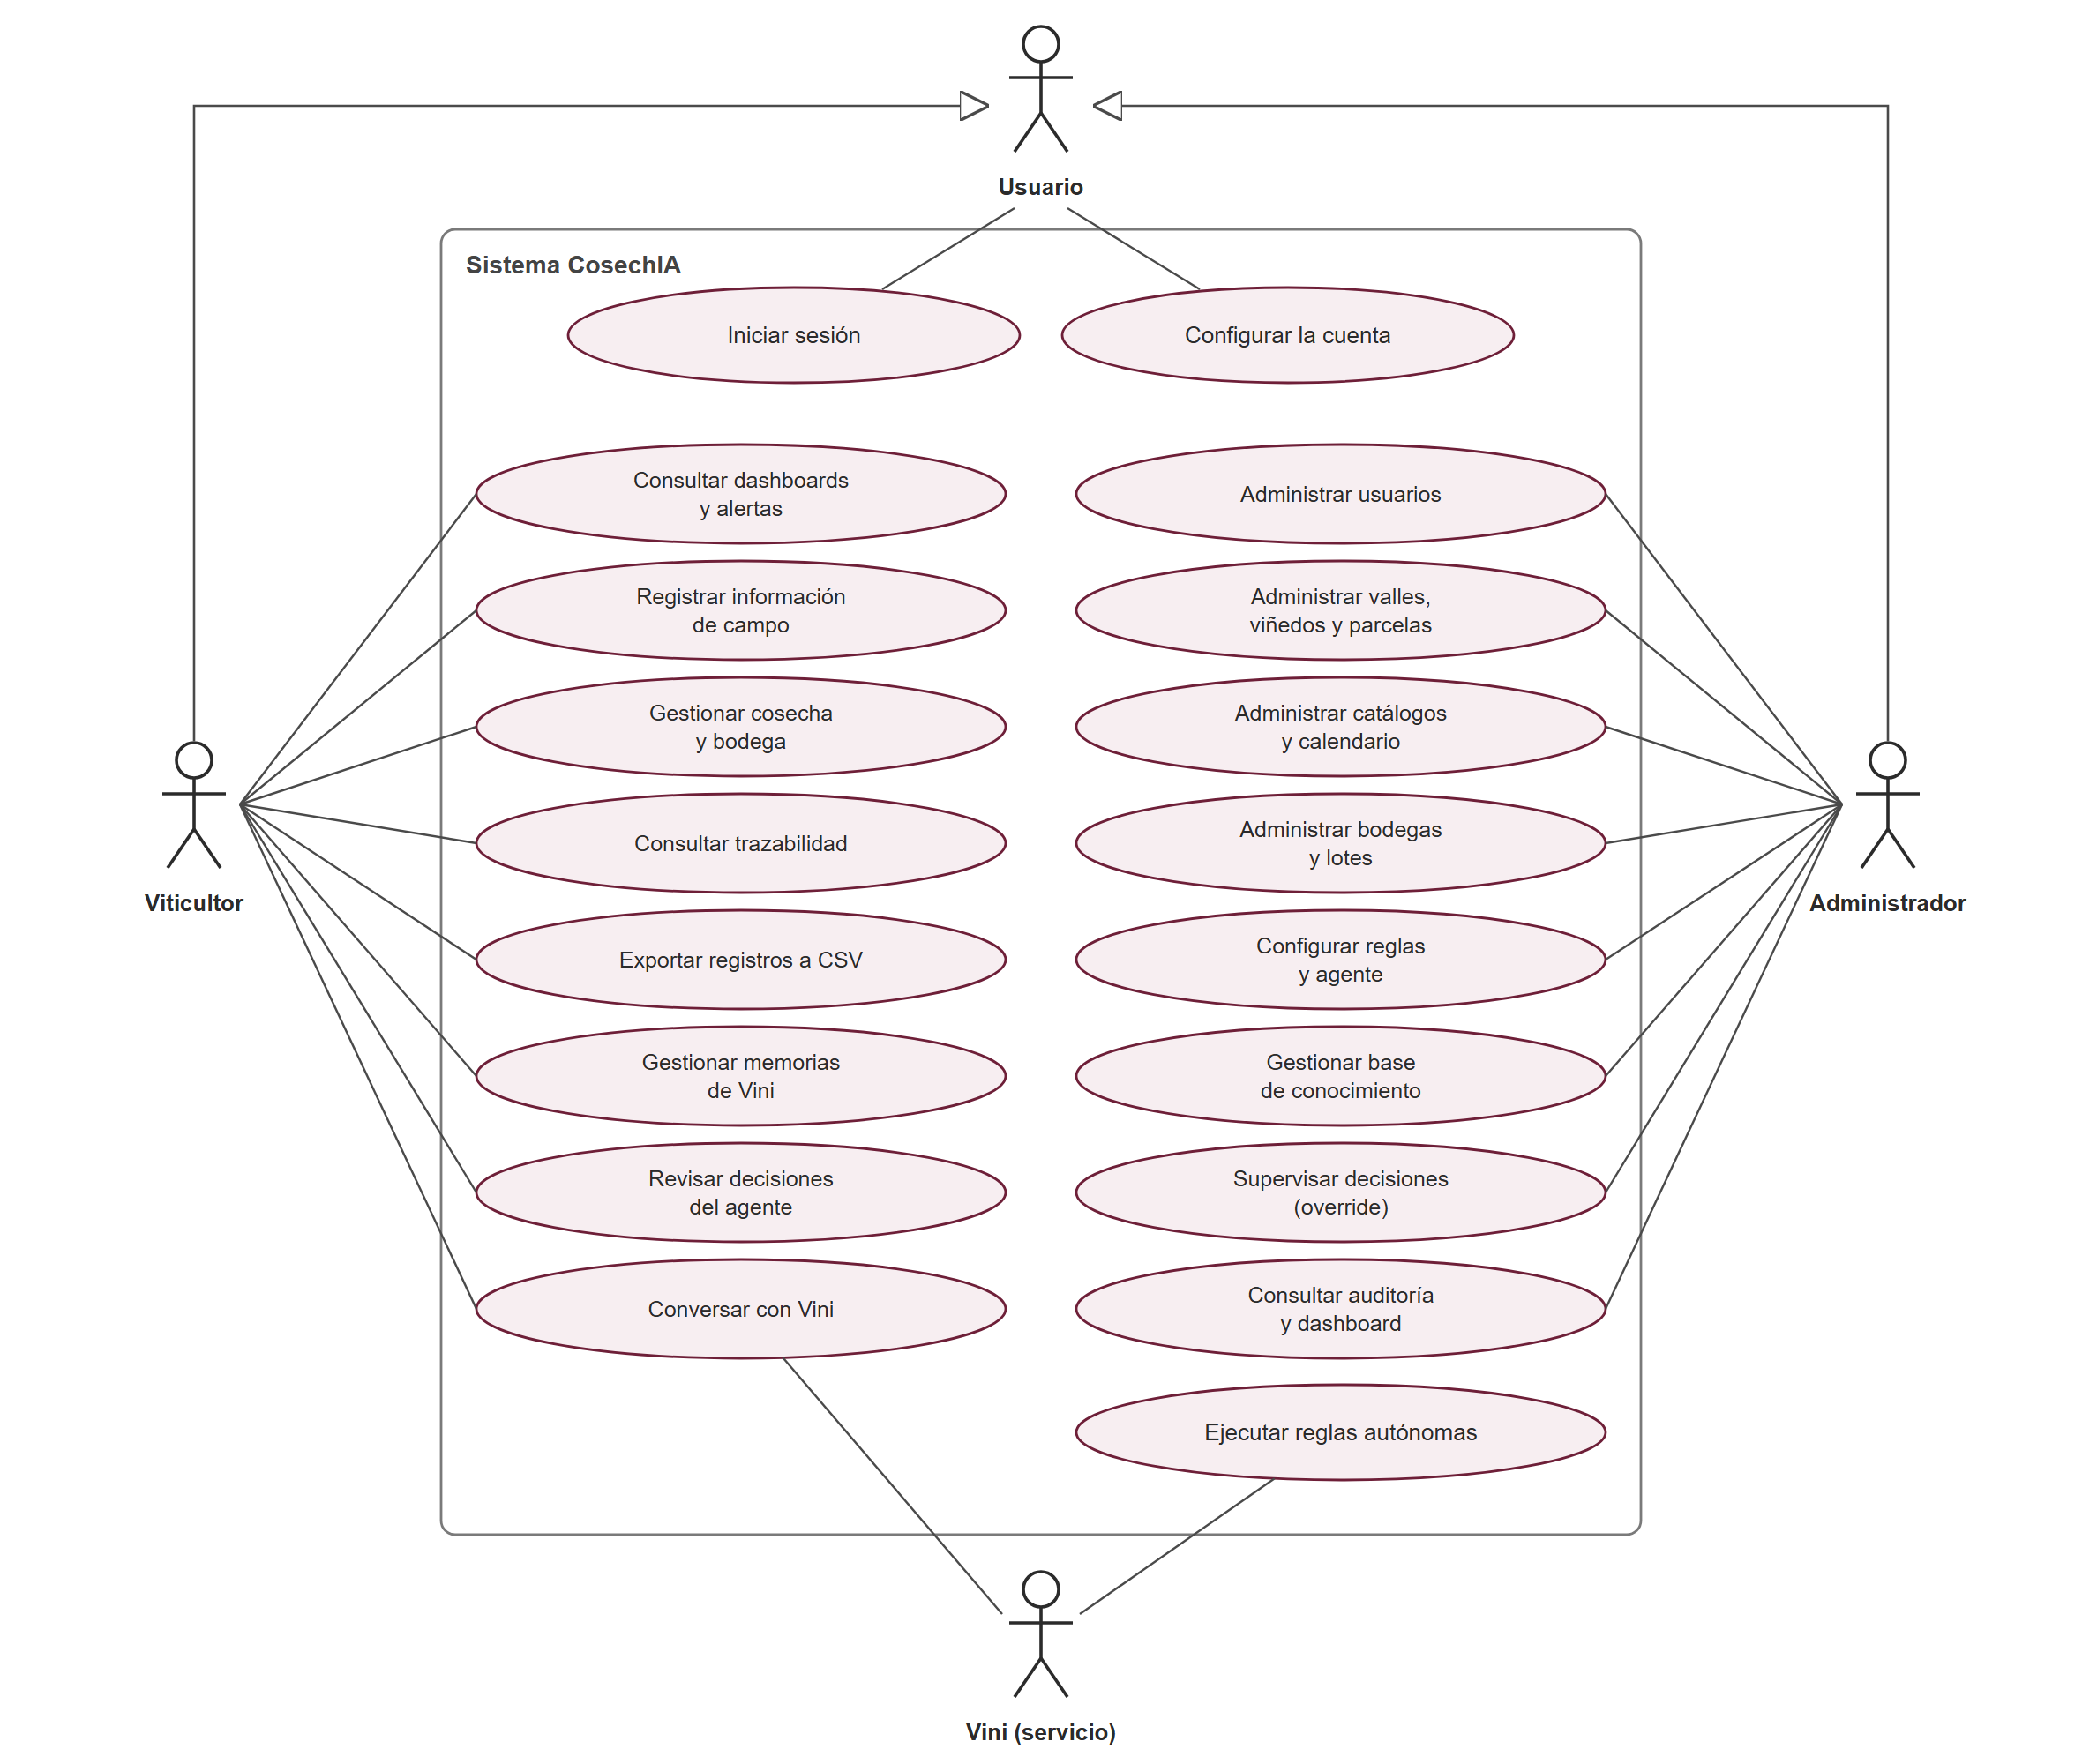 Usuario
Sistema CosechIA
Iniciar sesión
Configurar la cuenta
Consultar dashboards
y alertas
Administrar usuarios
Registrar información
de campo
Administrar valles,
viñedos y parcelas
Gestionar cosecha
y bodega
Administrar catálogos
y calendario
Consultar trazabilidad
Administrar bodegas
y lotes
Viticultor
Administrador
Exportar registros a CSV
Configurar reglas
y agente
Gestionar memorias
de Vini
Gestionar base
de conocimiento
Revisar decisiones
del agente
Supervisar decisiones
(override)
Conversar con Vini
Consultar auditoría
y dashboard
Ejecutar reglas autónomas
Vini (servicio)